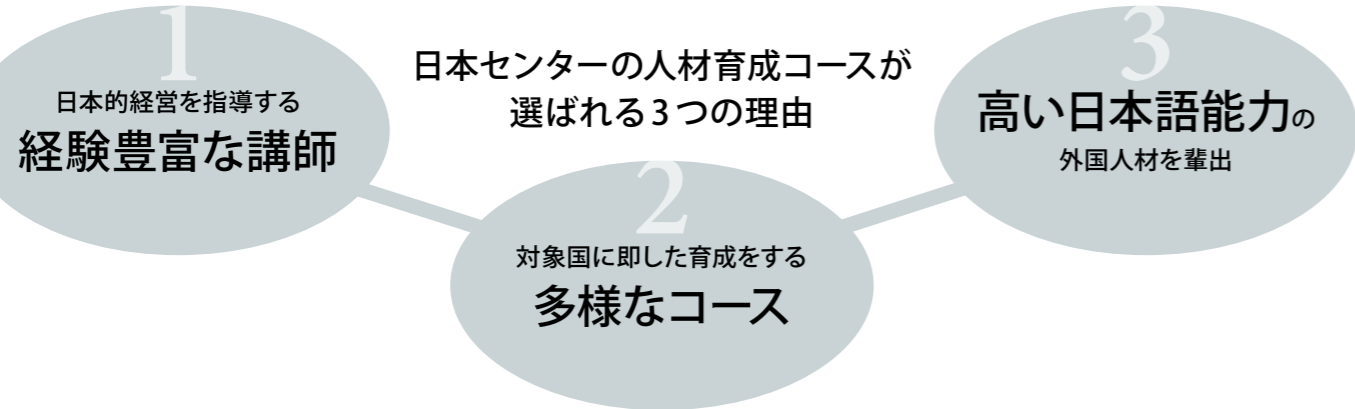 日本センターの人材育成コースが
選ばれる3つの理由
1
日本的経営を指導する
経験豊富な講師
2
対象国に即した育成をする
多様なコース
3
高い日本語能力の
外国人材を輩出